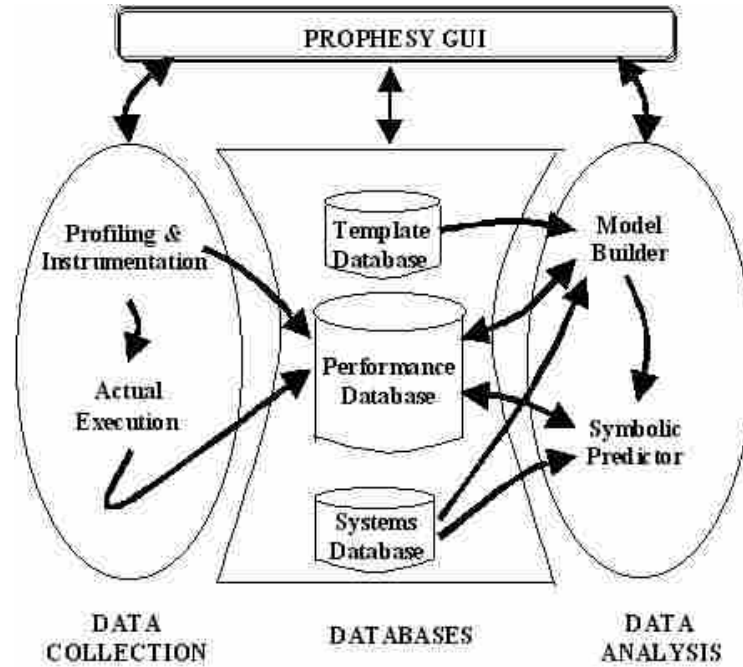 PROPHESY GUI
Profiling &
Instrumentation
Actual
Execution
Template
Database
Performance
Database
Systems
Database
Model
Builder
Symbolic
Predictor
DATA
COLLECTION
DATABASES
DATA
ANALYSIS